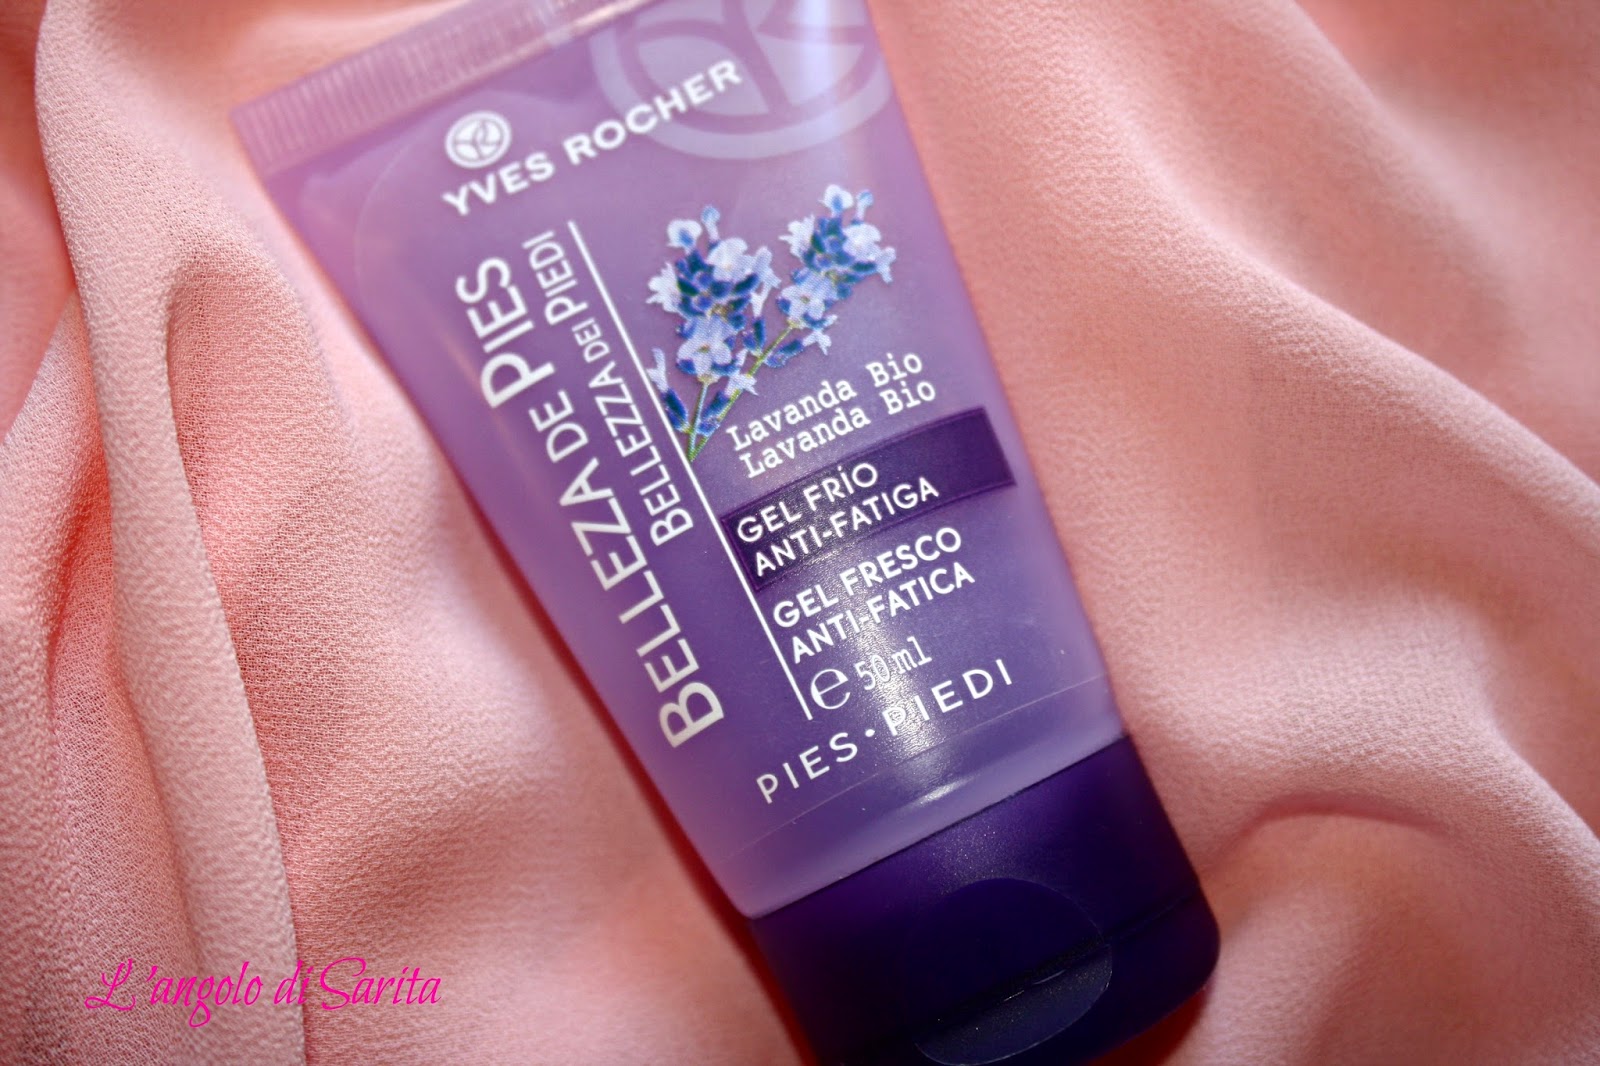 YVES ROCHER
BELLEZA DE PIES
BELLEZZA DEI PIEDI
Lavanda Bio
Lavanda Bio
GEL FRÍO
ANTI-FATIGA
GEL FRESCO
ANTI-FATICA
℮ 50 ml
PIES • PIEDI
L'angolo di Sarita